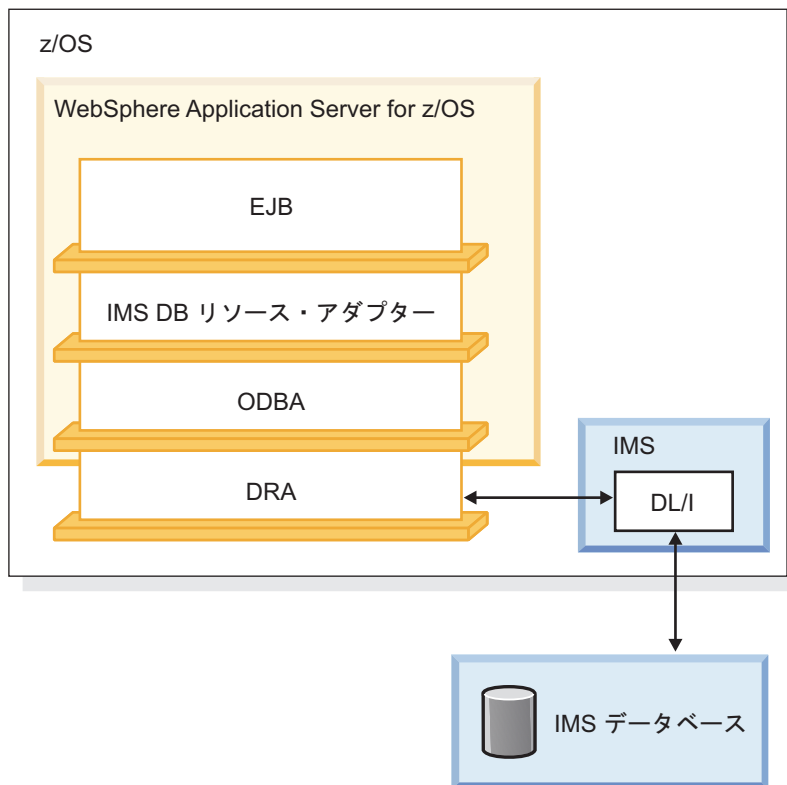 z/OS
WebSphere Application Server for z/OS
EJB
IMS DB リソース・アダプター
ODBA
DRA
IMS
DL/I
IMS データベース